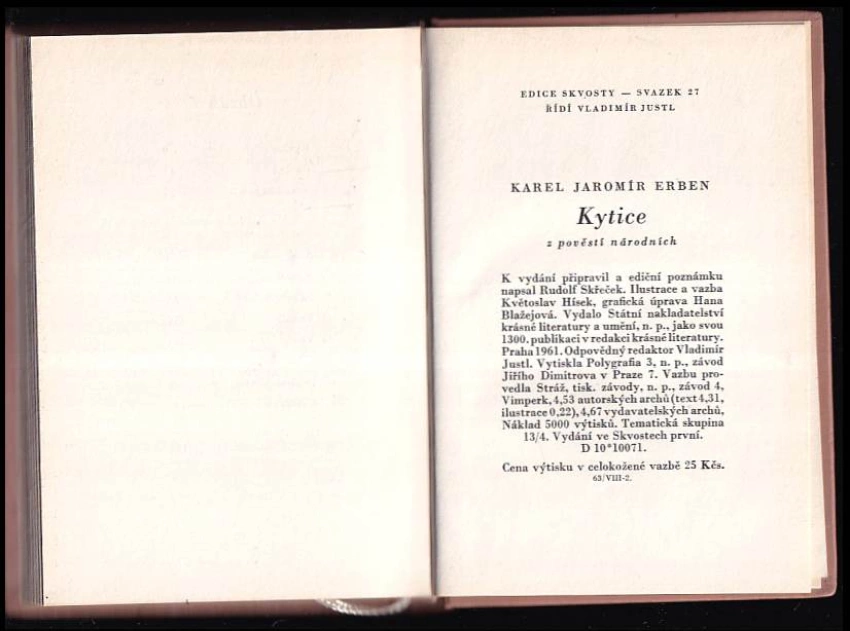 EDICE SKVOSTY — SVAZEK 27
ŘÍDÍ VLADIMÍR JUSTL
KAREL JAROMÍR ERBEN
Kytice
z pověstí národních
K vydání připravil a ediční poznámku
napsal Rudolf Skřeček. Ilustrace a vazba
Květoslav Hísek, grafická úprava Hana
Blažejová. Vydalo Státní nakladatelství
krásné literatury a umění, n. p., jako svou
1300. publikaci v redakci krásné literatury.
Praha 1961. Odpovědný redaktor Vladimír
Justl. Vytiskla Polygrafia 3, n. p., závod
Jiřího Dimitrova v Praze 7. Vazbu pro-
vedla Stráž, tisk. závody, n. p., závod 4,
Vimperk, 4,53 autorských archů (text 4,31,
ilustrace 0,22), 4,67 vydavatelských archů,
Náklad 5000 výtisků. Tematická skupina
13/4. Vydání ve Skvostech první.
D 10*10071.
Cena výtisku v celokožené vazbě 25 Kčs.
63/VIII-2.